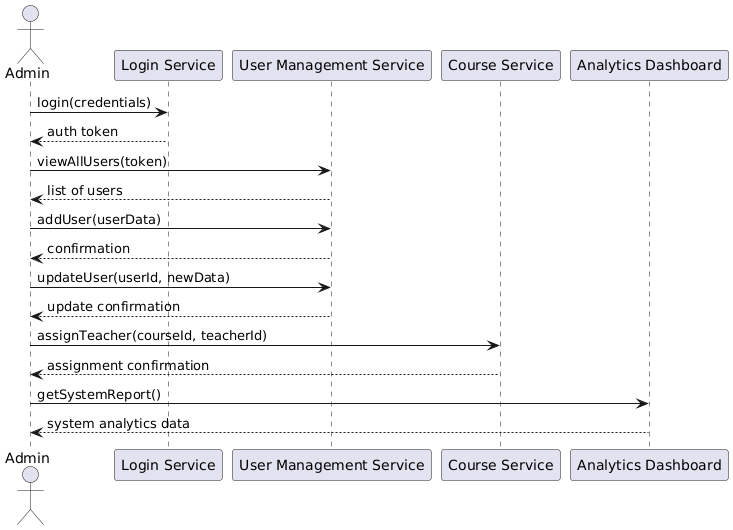 Admin
Login Service
User Management Service
Course Service
Analytics Dashboard
login(credentials)
auth token
viewAllUsers(token)
list of users
addUser(userData)
confirmation
updateUser(userId, newData)
update confirmation
assignTeacher(courseId, teacherId)
assignment confirmation
getSystemReport()
system analytics data
Admin
Login Service
User Management Service
Course Service
Analytics Dashboard